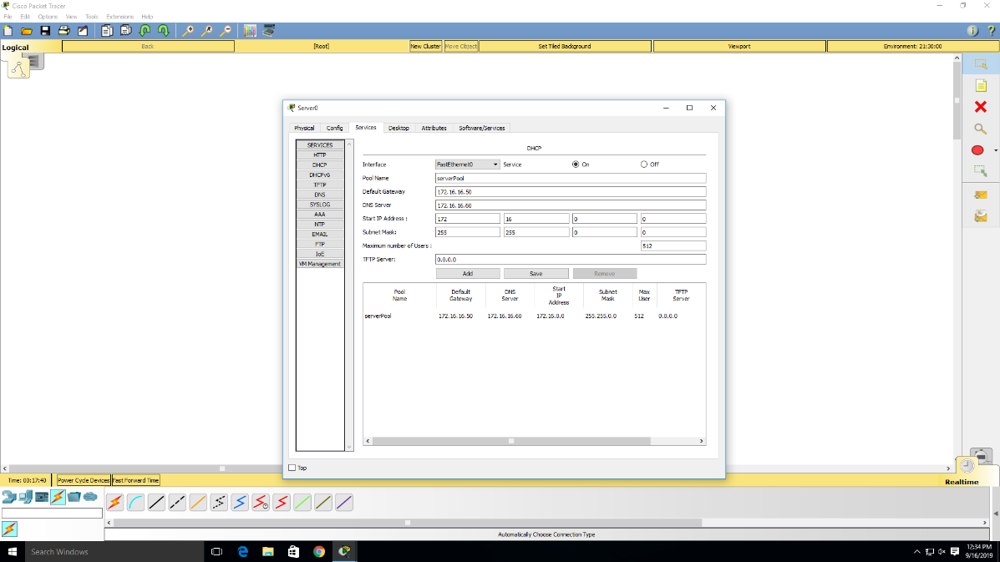 Cisco Packet Tracer
File Edit Options View Tools Extensions Help
Logical
Back
[Root]
New Cluster
Move Object
Set Tiled Background
Viewport
Environment: 21:30:00
Server0
Physical Config Services Desktop Attributes Software/Services
SERVICES
HTTP
DHCP
DHCPv6
TFTP
DNS
SYSLOG
AAA
NTP
EMAIL
FTP
IoE
VM Management
DHCP
Interface FastEthernet0 Service On Off
Pool Name serverPool
Default Gateway 172.16.16.50
DNS Server 172.16.16.60
Start IP Address : 172 16 0 0
Subnet Mask: 255 255 0 0
Maximum number of Users : 512
TFTP Server: 0.0.0.0
Add Save Remove
Pool Name Default Gateway DNS Server Start IP Address Subnet Mask Max User TFTP Server
serverPool 172.16.16.50 172.16.16.60 172.16.0.0 255.255.0.0 512 0.0.0.0
Top
Time: 00:17:40 Power Cycle Devices Fast Forward Time
Realtime
Automatically Choose Connection Type
Search Windows
12:34 PM
9/16/2019